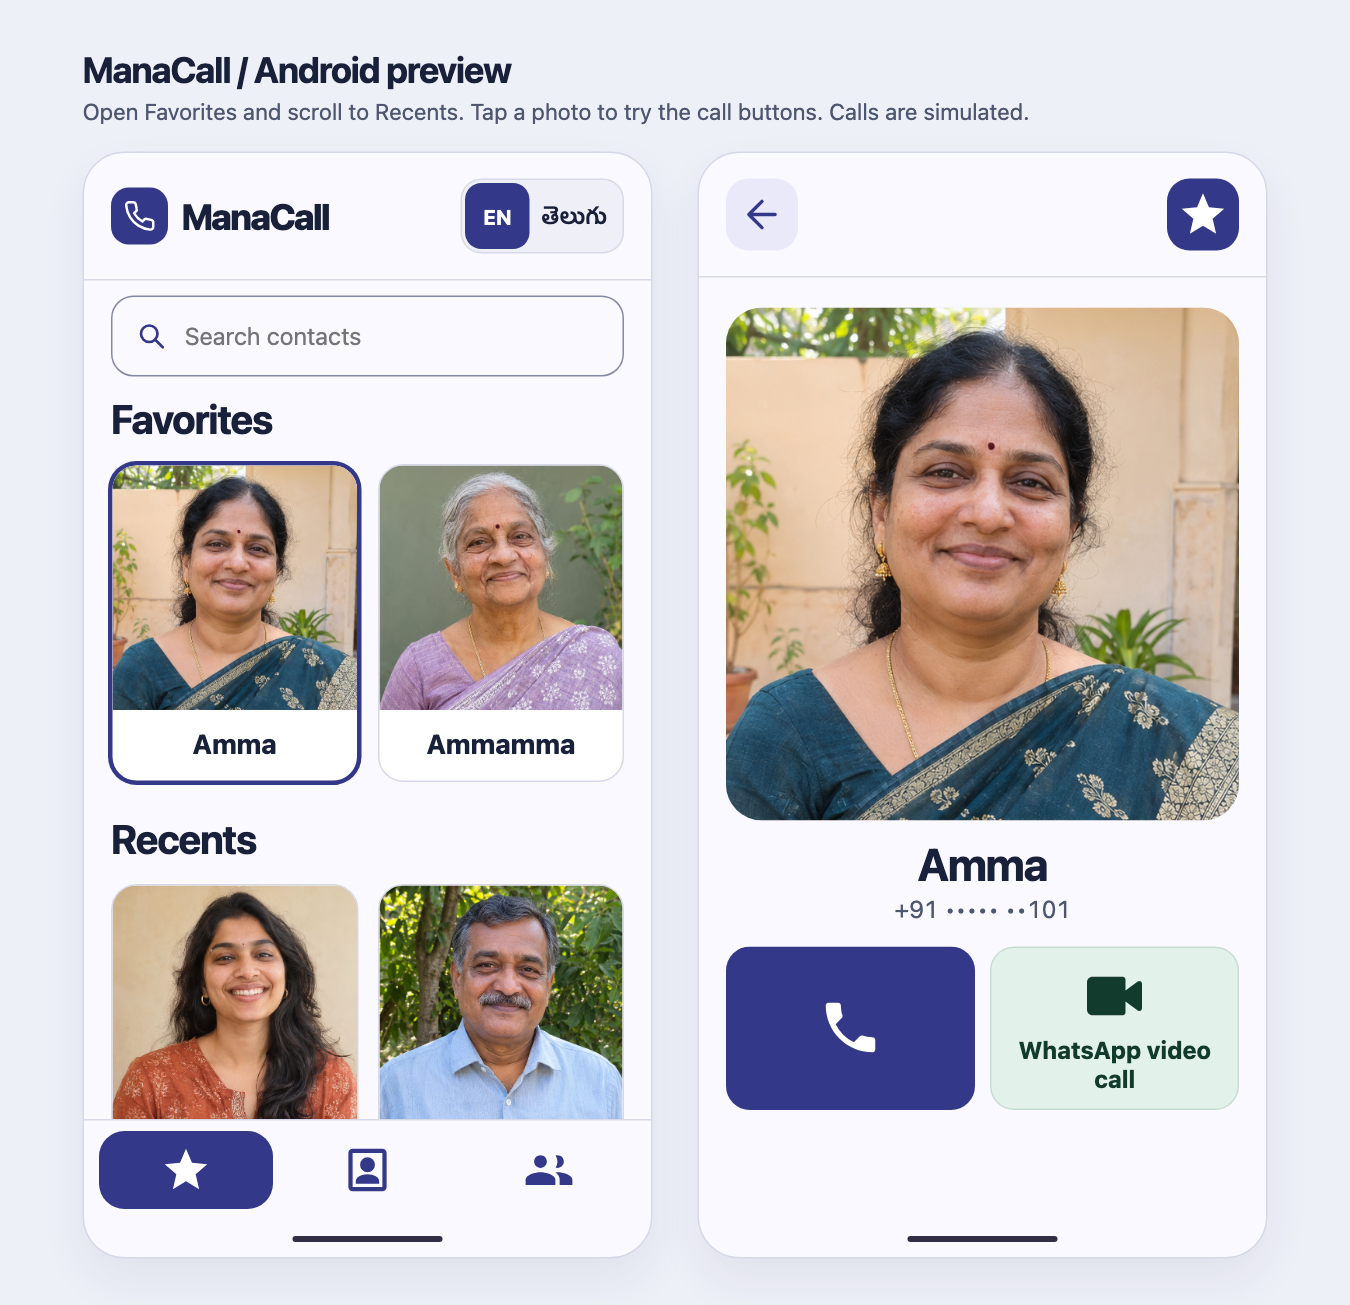 ManaCall / Android preview
Open Favorites and scroll to Recents. Tap a photo to try the call buttons. Calls are simulated.
ManaCall
EN తెలుగు
Search contacts
Favorites
Amma
Ammamma
Recents
Amma
+91 ••••• ••101
WhatsApp video
call